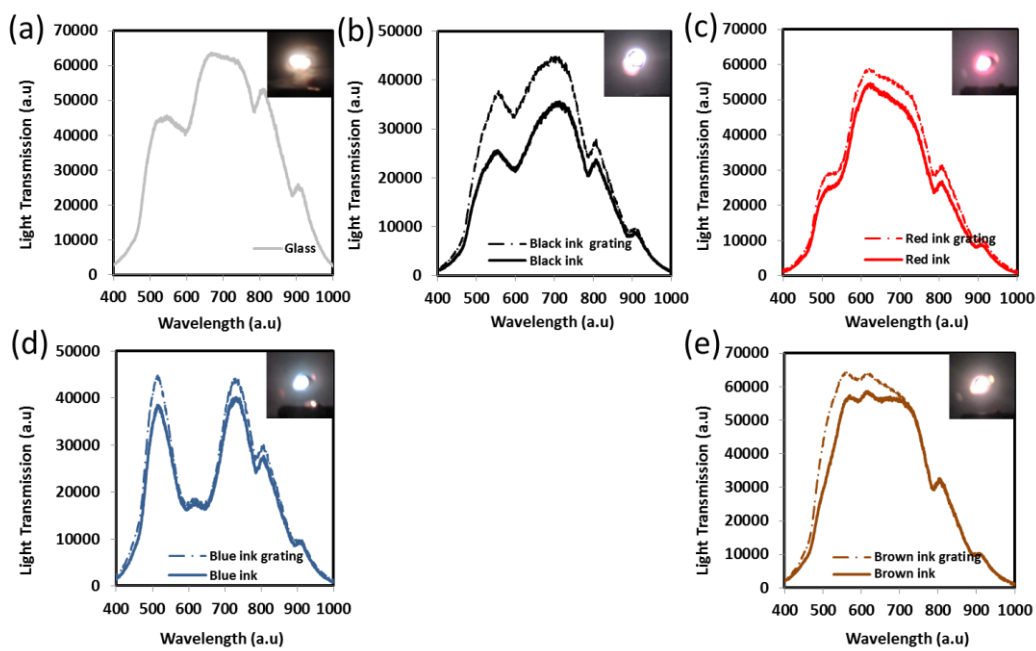 (a)
70000
60000
50000
40000
30000
20000
10000
0
Light Transmission (a.u)
Glass
400 500 600 700 800 900 1000
Wavelength (a.u)
(b)
50000
40000
30000
20000
10000
0
Light Transmission (a.u)
Black ink grating
Black ink
400 500 600 700 800 900 1000
Wavelength (a.u)
(c)
70000
60000
50000
40000
30000
20000
10000
0
Light Transmission (a.u)
Red ink grating
Red ink
400 500 600 700 800 900 1000
Wavelength (a.u)
(d)
50000
40000
30000
20000
10000
0
Light Transmission (a.u)
Blue ink grating
Blue ink
400 500 600 700 800 900 1000
Wavelength (a.u)
(e)
70000
60000
50000
40000
30000
20000
10000
0
Light Transmission (a.u)
Brown ink grating
Brown ink
400 500 600 700 800 900 1000
Wavelength (a.u)